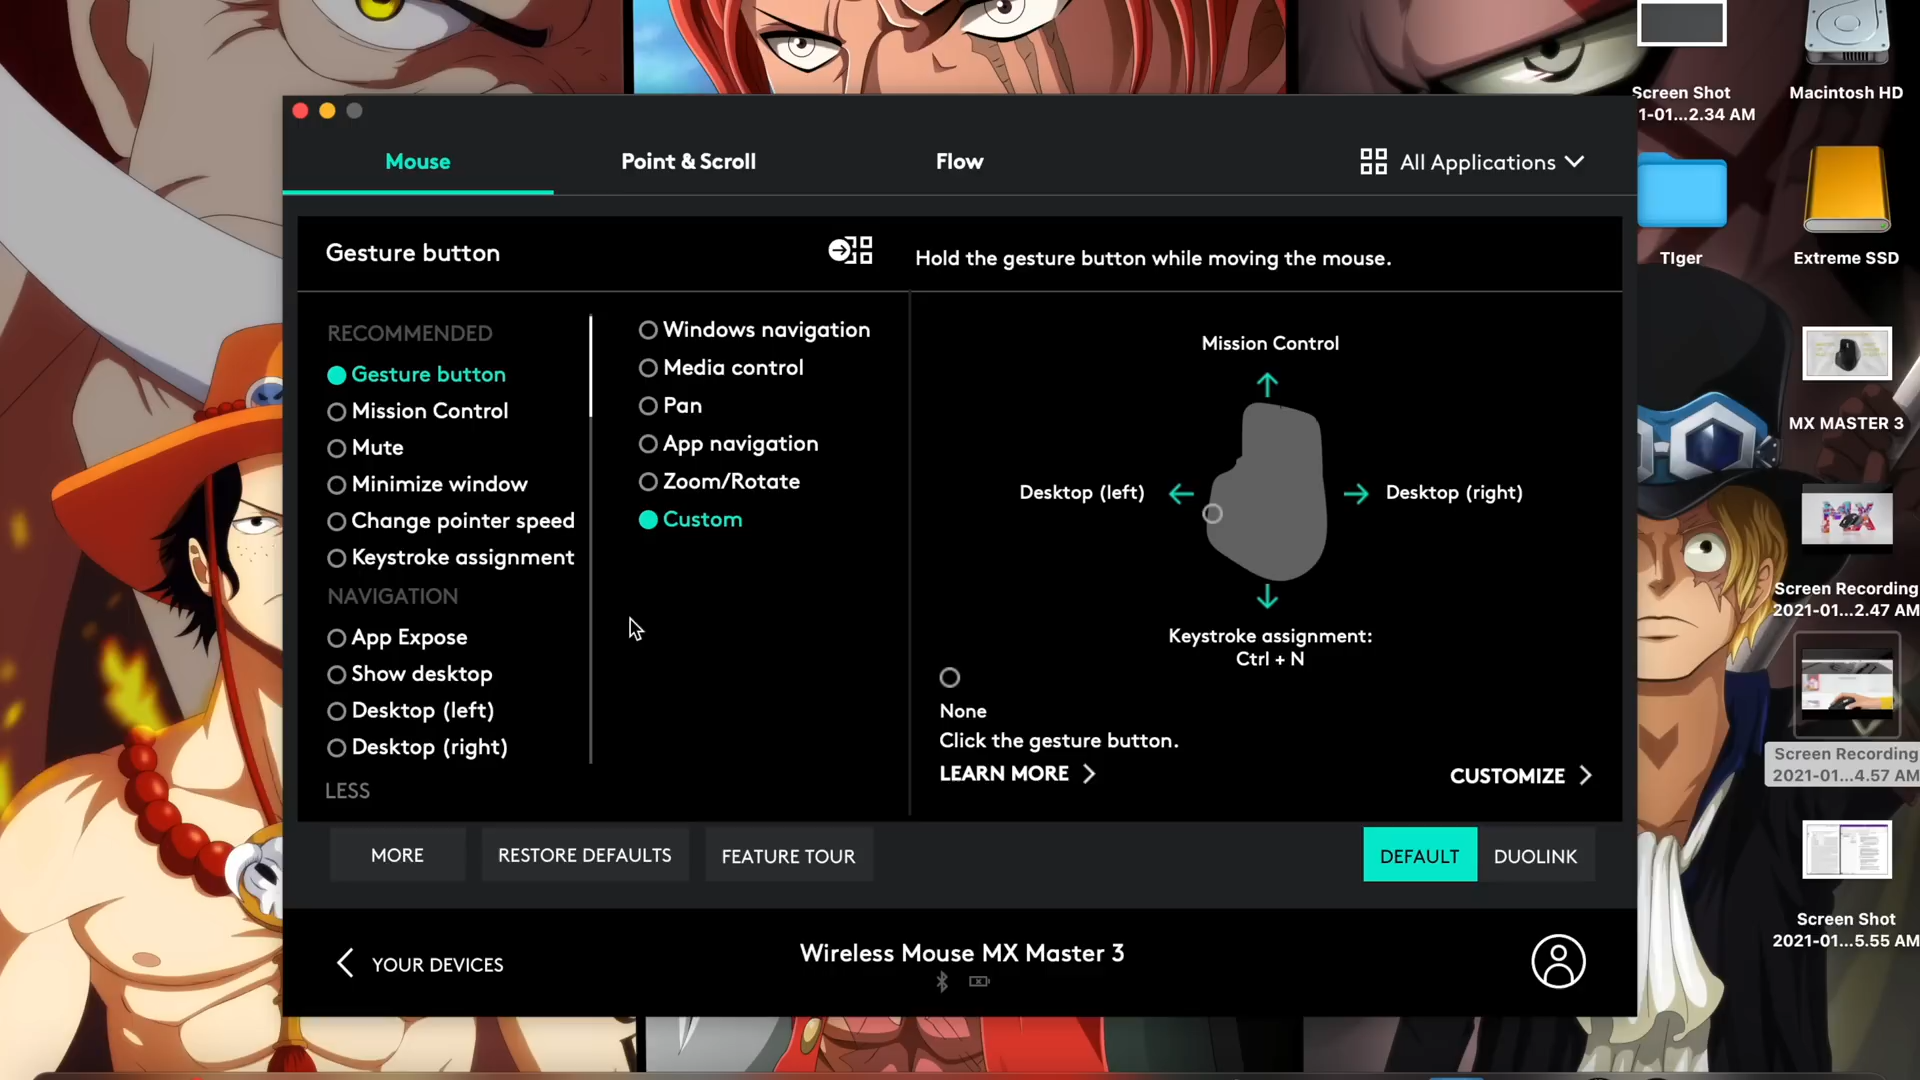 Mouse
Point & Scroll
Flow
All Applications
Gesture button
Hold the gesture button while moving the mouse.
RECOMMENDED
Gesture button
Mission Control
Mute
Minimize window
Change pointer speed
Keystroke assignment
NAVIGATION
App Expose
Show desktop
Desktop (left)
Desktop (right)
LESS
Windows navigation
Media control
Pan
App navigation
Zoom/Rotate
Custom
Mission Control
Desktop (left)
Desktop (right)
Keystroke assignment:
Ctrl + N
None
Click the gesture button.
LEARN MORE
CUSTOMIZE
MORE
RESTORE DEFAULTS
FEATURE TOUR
DEFAULT
DUOLINK
YOUR DEVICES
Wireless Mouse MX Master 3
Screen Shot
1-01...2.34 AM
Macintosh HD
TIger
Extreme SSD
MX MASTER 3
MX
Screen Recording
2021-01...2.47 AM
Screen Recording
2021-01...4.57 AM
Screen Shot
2021-01...5.55 AM